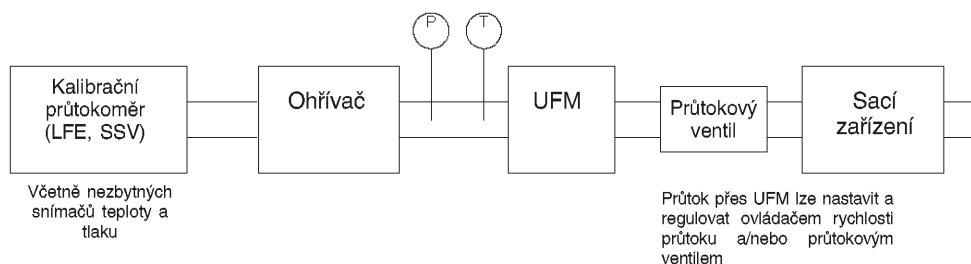 P T
Kalibrační
průtokoměr
(LFE, SSV)
Ohřívač
UFM
Průtokový
ventil
Sací
zařízení
Včetně nezbytných
snímačů teploty a
tlaku
Průtok přes UFM lze nastavit a
regulovat ovládačem rychlosti
průtoku a/nebo průtokovým
ventilem